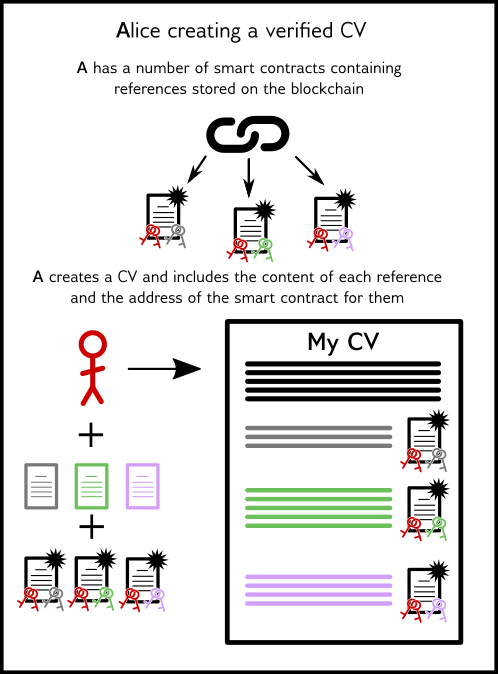 Alice creating a verified CV
A has a number of smart contracts containing
references stored on the blockchain
A creates a CV and includes the content of each reference
and the address of the smart contract for them
My CV
+
+